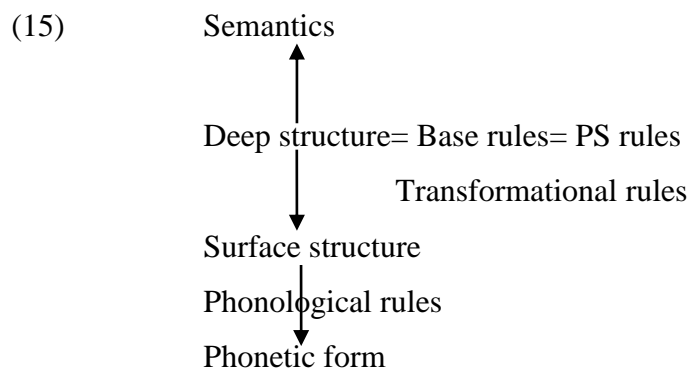 (15) Semantics
Deep structure= Base rules= PS rules
Transformational rules
Surface structure
Phonological rules
Phonetic form